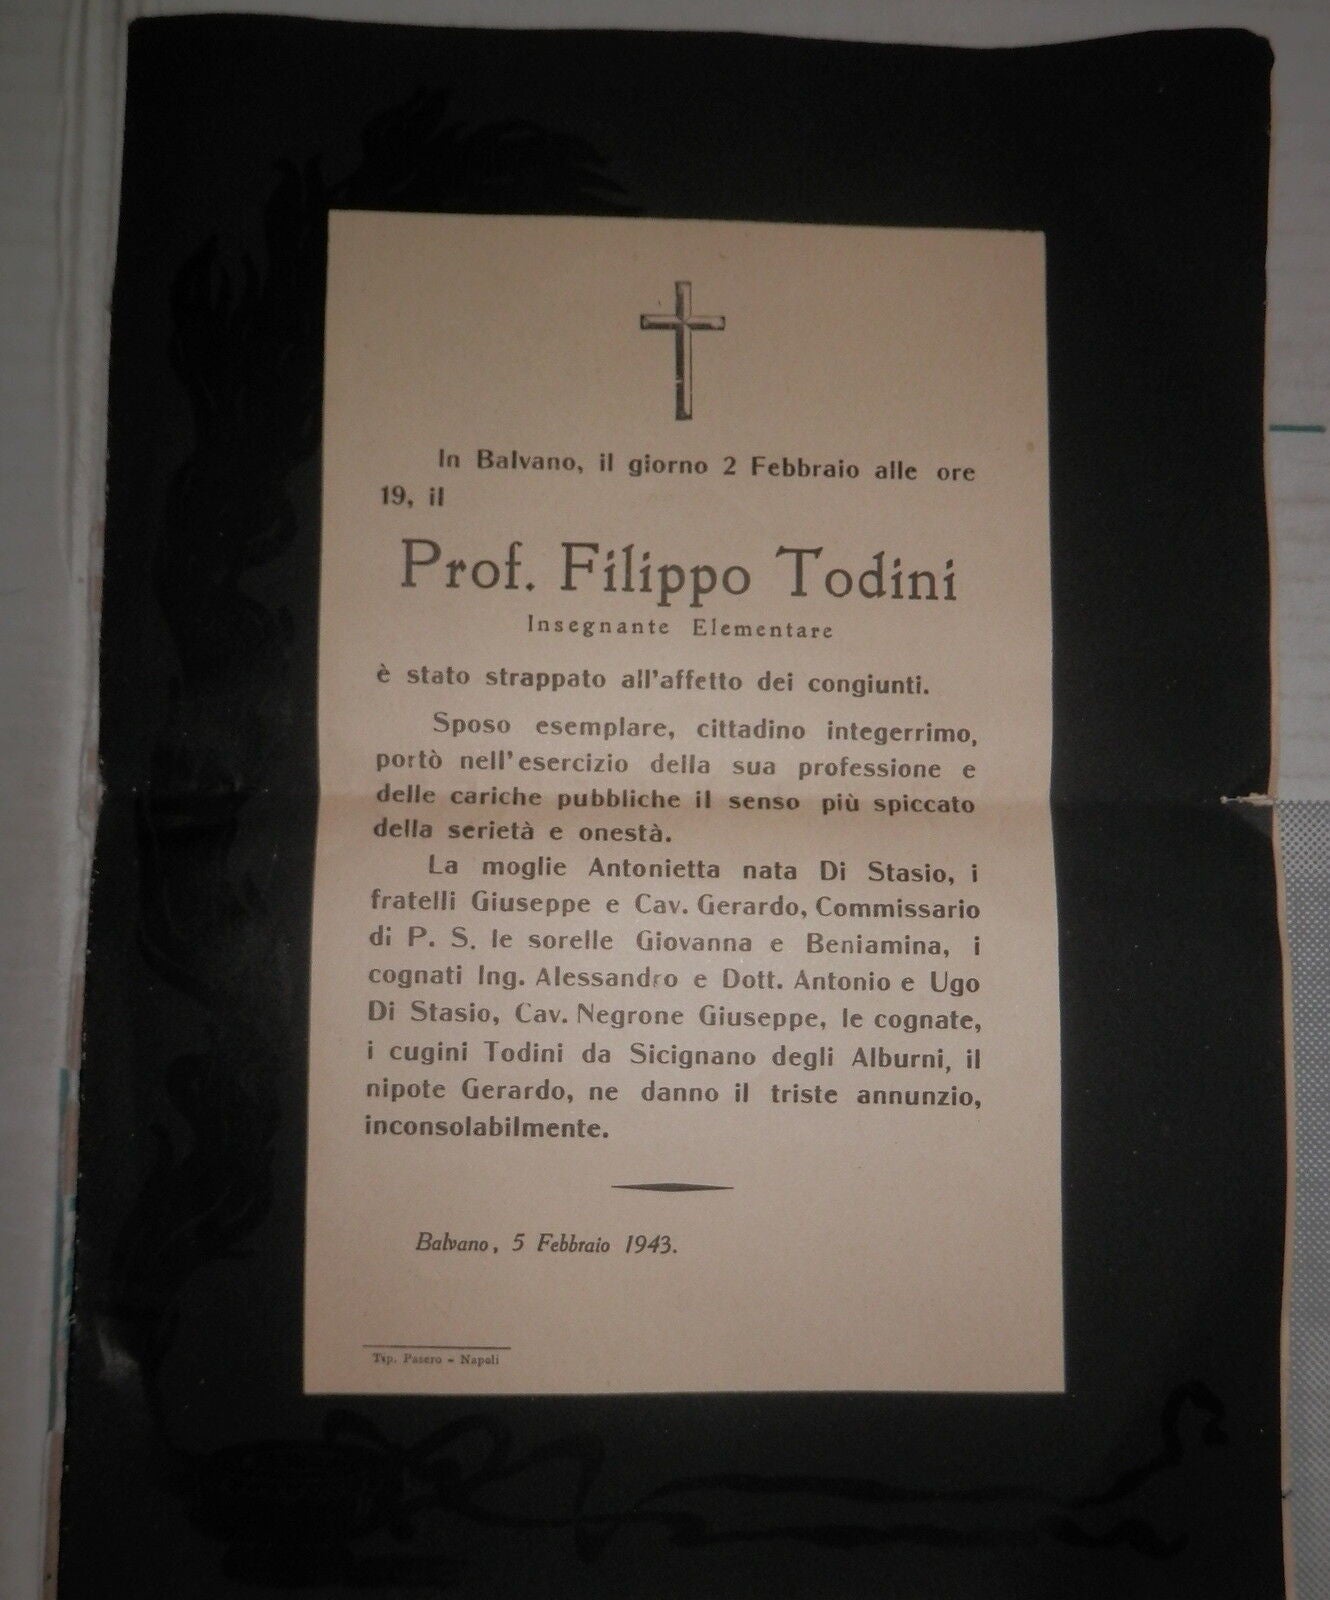 In Balvano, il giorno 2 Febbraio alle ore
19, il
Prof. Filippo Todini
Insegnante Elementare
è stato strappato all'affetto dei congiunti.
Sposo esemplare, cittadino integerrimo,
portò nell'esercizio della sua professione e
delle cariche pubbliche il senso più spiccato
della serietà e onestà.
La moglie Antonietta nata Di Stasio, i
fratelli Giuseppe e Cav. Gerardo, Commissario
di P. S. le sorelle Giovanna e Beniamina, i
cognati Ing. Alessandro e Dott. Antonio e Ugo
Di Stasio, Cav. Negrone Giuseppe, le cognate,
i cugini Todini da Sicignano degli Alburni, il
nipote Gerardo, ne danno il triste annunzio,
inconsolabilmente.
Balvano, 5 Febbraio 1943.
Tip. Pasero - Napoli